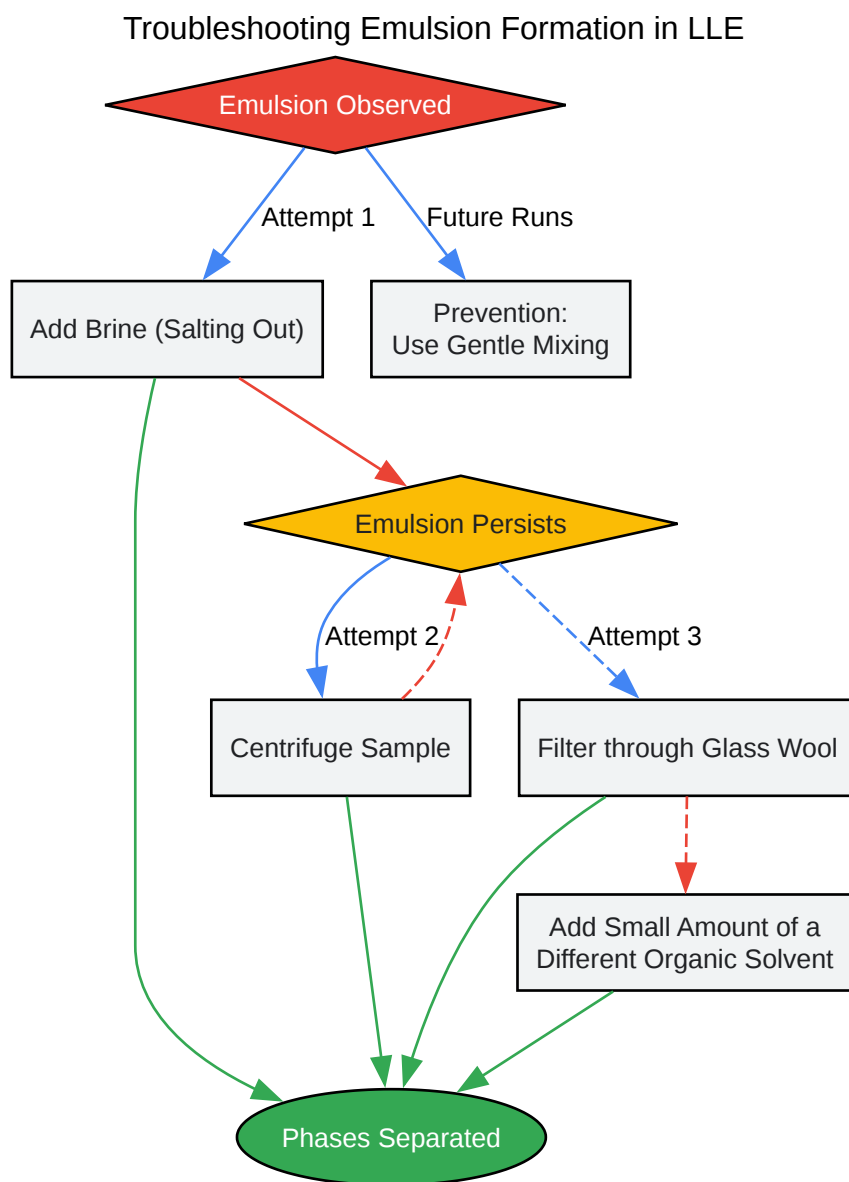 Troubleshooting Emulsion Formation in LLE
Emulsion Observed
Attempt 1
Future Runs
Add Brine (Salting Out)
Prevention:
Use Gentle Mixing
Emulsion Persists
Attempt 2
Attempt 3
Centrifuge Sample
Filter through Glass Wool
Add Small Amount of a
Different Organic Solvent
Phases Separated